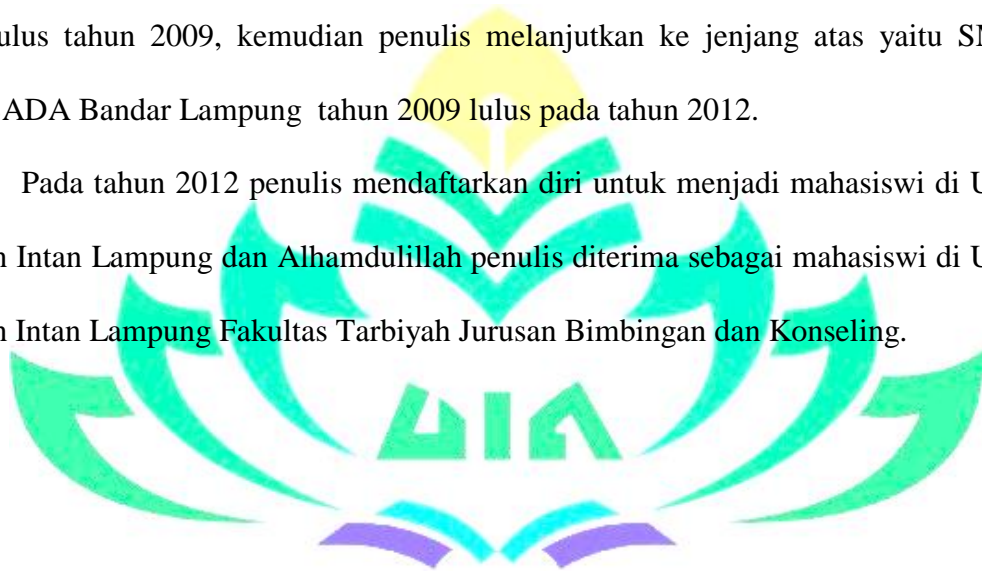 ulus tahun 2009, kemudian penulis melanjutkan ke jenjang atas yaitu
ADA Bandar Lampung tahun 2009 lulus pada tahun 2012.
Pada tahun 2012 penulis mendaftarkan diri untuk menjadi mahasiswi di
Intan Lampung dan Alhamdulillah penulis diterima sebagai mahasiswi di
Intan Lampung Fakultas Tarbiyah Jurusan Bimbingan dan Konseling.
UIN